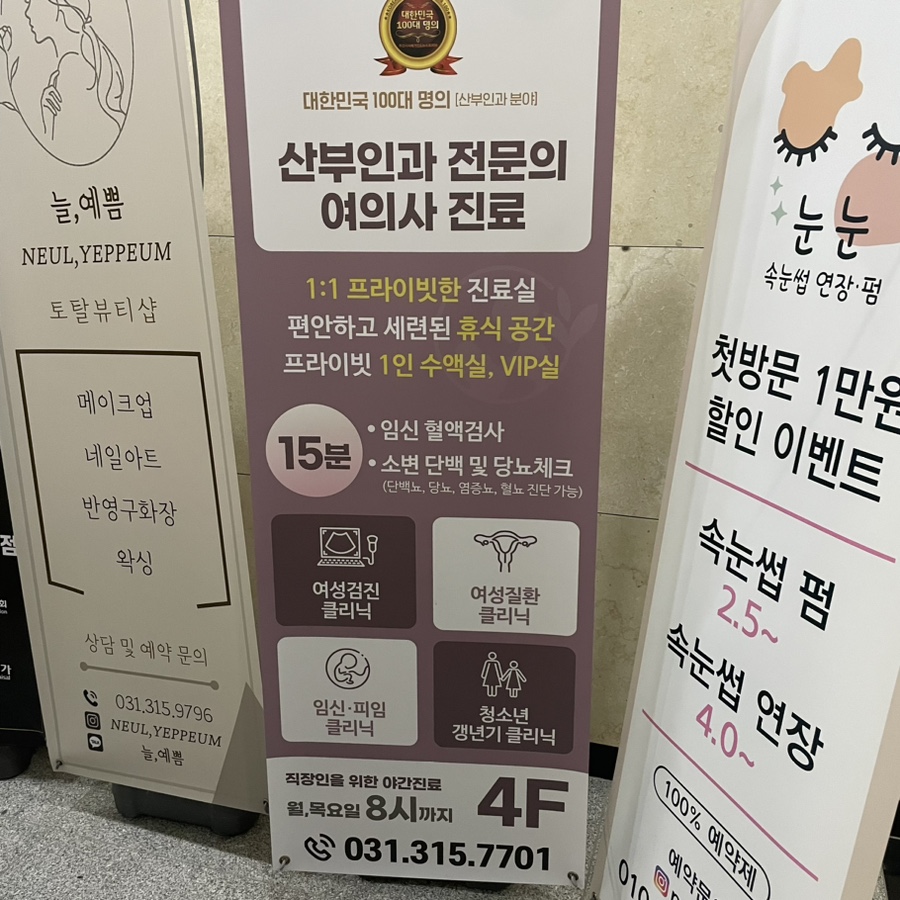 늘,예쁨
NEUL,YEPPEUM
토탈뷰티샵
메이크업
네일아트
반영구화장
왁싱
상담 및 예약 문의
031.315.9796
NEUL,YEPPEUM
늘,예쁨
대한민국
100대 명의
대한민국 100대 명의 [산부인과 분야]
산부인과 전문의
여의사 진료
1:1 프라이빗한 진료실
편안하고 세련된 휴식 공간
프라이빗 1인 수액실, VIP실
15분
• 임신 혈액검사
• 소변 단백 및 당뇨체크
(단백뇨, 당뇨, 염증뇨, 혈뇨 진단 가능)
여성검진
클리닉
여성질환
클리닉
임신·피임
클리닉
청소년
갱년기 클리닉
직장인을 위한 야간진료
월,목요일 8시까지
4F
031.315.7701
눈눈
속눈썹 연장·펌
첫방문 1만원
할인 이벤트
속눈썹 펌
2.5~
속눈썹 연장
4.0~
100% 예약제
예약문
010
점